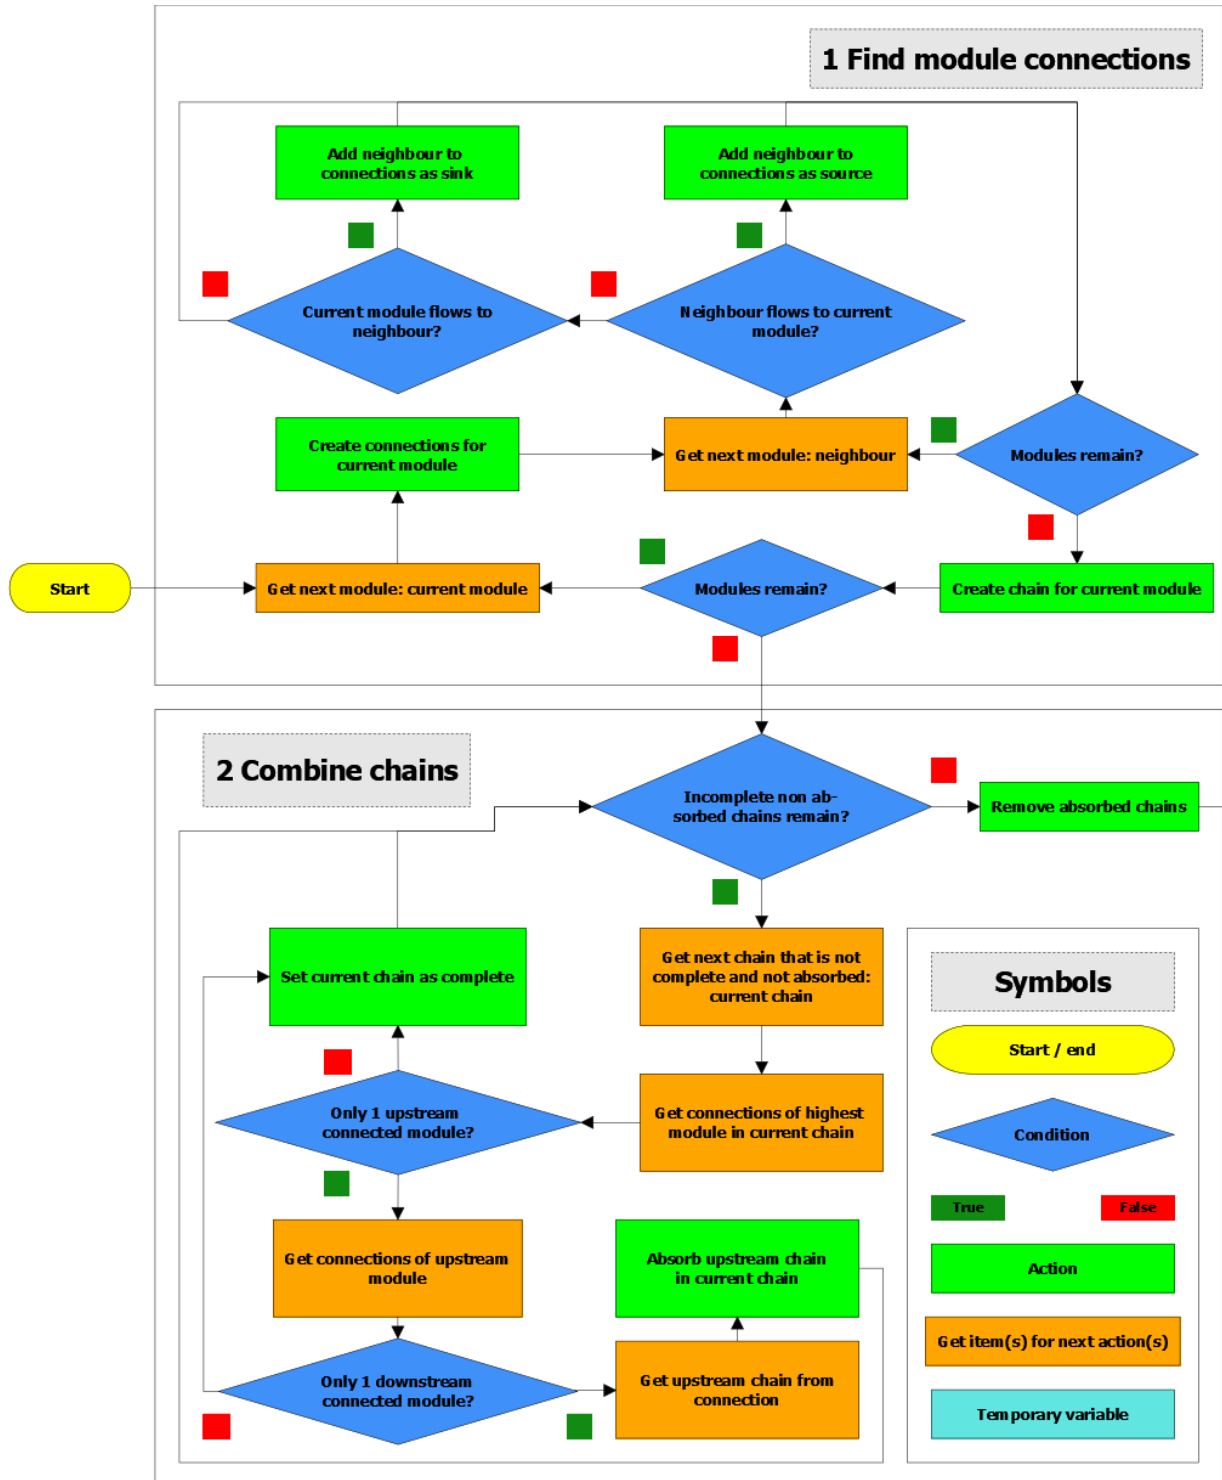 1 Find module connections
Add neighbour to
connections as sink
Add neighbour to
connections as source
Current module flows to
neighbour?
Neighbour flows to current
module?
Create connections for
current module
Get next module: neighbour
Modules remain?
Start
Get next module: current module
Modules remain?
Create chain for current module
2 Combine chains
Incomplete non ab-
sorbed chains remain?
Remove absorbed chains
Set current chain as complete
Get next chain that is not
complete and not absorbed:
current chain
Only 1 upstream
connected module?
Get connections of highest
module in current chain
Get connections of upstream
module
Absorb upstream chain
in current chain
Only 1 downstream
connected module?
Get upstream chain from
connection
Symbols
Start / end
Condition
True
False
Action
Get item(s) for next action(s)
Temporary variable